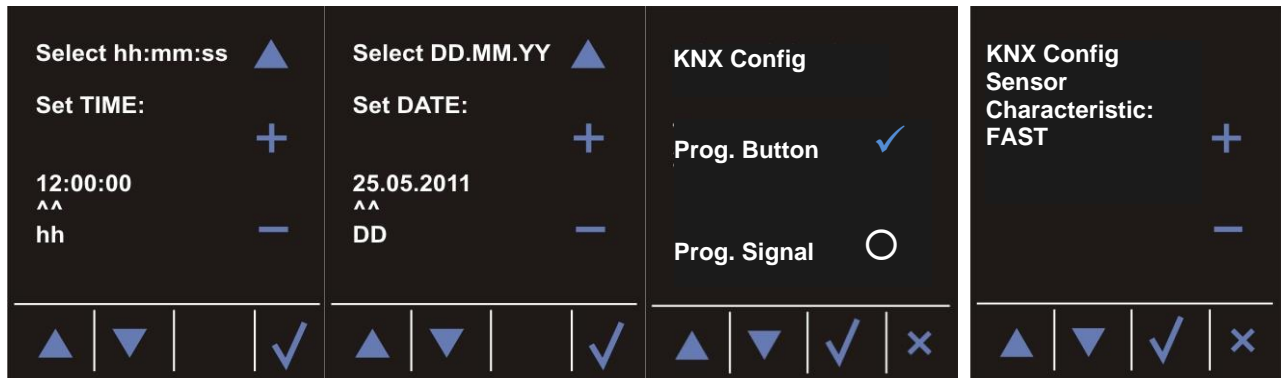 Select hh:mm:ss
Set TIME:
12:00:00
^^
hh
Select DD.MM.YY
Set DATE:
25.05.2011
^^
DD
KNX Config
Prog. Button
Prog. Signal
KNX Config
Sensor
Characteristic:
FAST